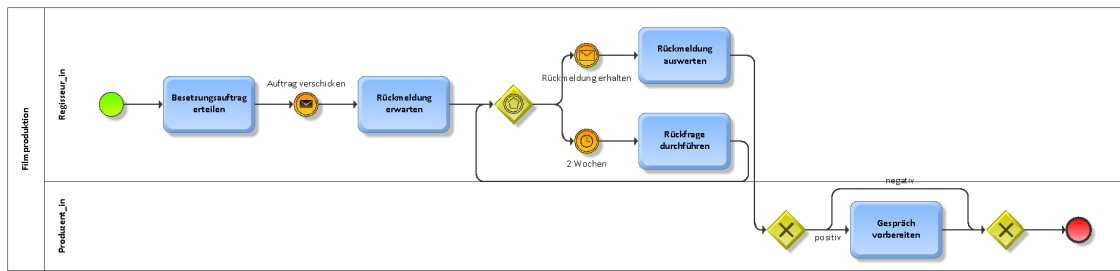 Filmproduktion
Regisseur_in
Besetzungsauftrag
erteilen
Auftrag verschicken
Rückmeldung
erwarten
Rückmeldung erhalten
Rückmeldung
auswerten
2 Wochen
Rückfrage
durchführen
Produzent_in
negativ
positiv
Gespräch
vorbereiten